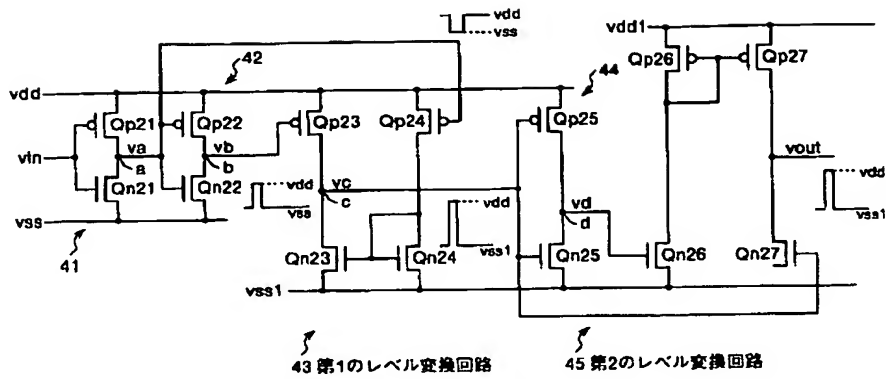 vdd
vss
vdd1
42
44
Qp26
Qp27
vdd
Qp21
Qp22
Qp23
Qp24
Qp25
vin
va
a
vb
b
vout
vc
c
vdd
vss
vdd
vss1
vd
d
vdd
vss1
Qn21
Qn22
vss
41
Qn23
Qn24
Qn25
Qn26
Qn27
vss1
43 第1のレベル変換回路
45 第2のレベル変換回路